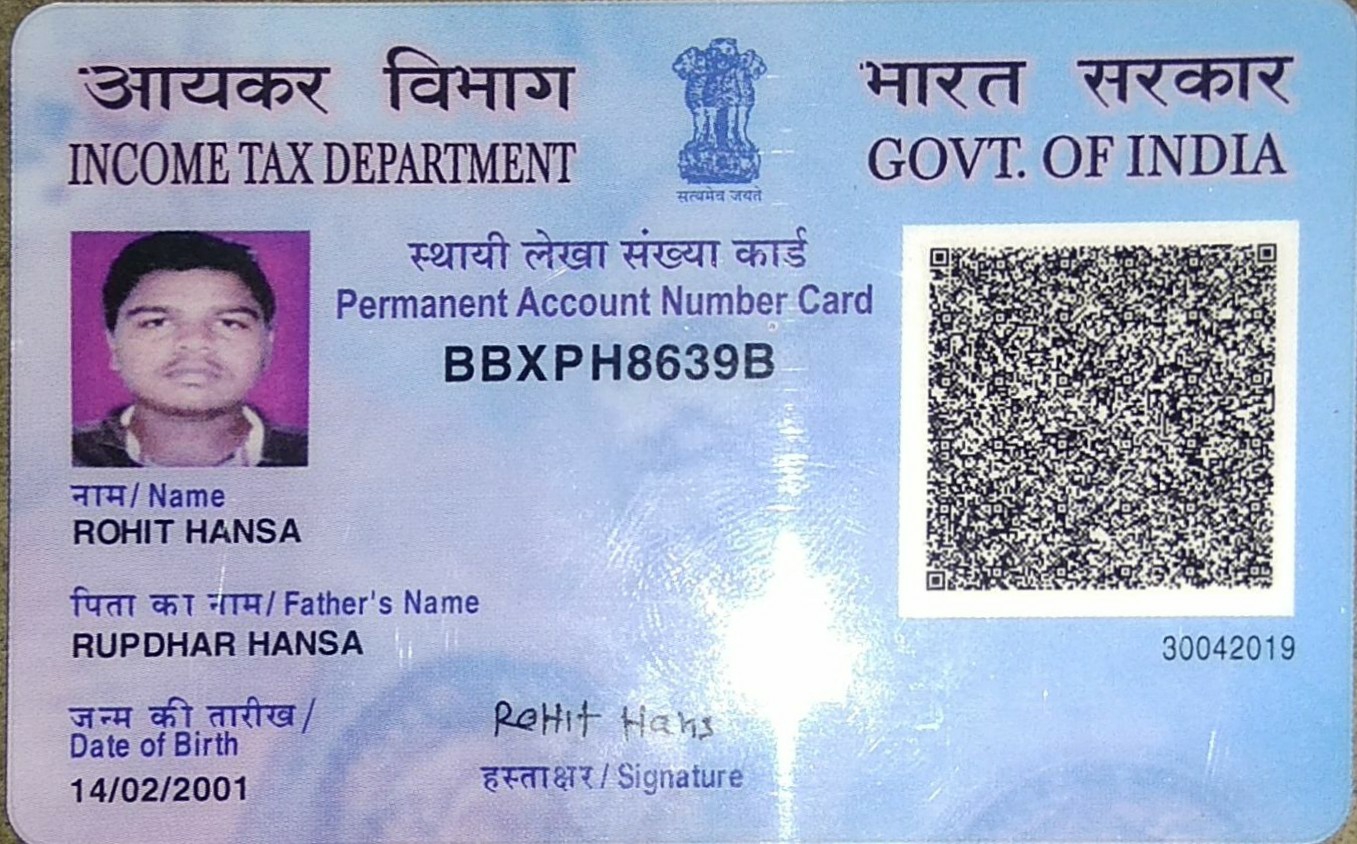 आयकर विभाग
INCOME TAX DEPARTMENT
सत्यमेव जयते
भारत सरकार
GOVT. OF INDIA
स्थायी लेखा संख्या कार्ड
Permanent Account Number Card
BBXPH8639B
नाम / Name
ROHIT HANSA
पिता का नाम / Father's Name
RUPDHAR HANSA
जन्म की तारीख /
Date of Birth
14/02/2001
RoHit Hans
हस्ताक्षर / Signature
30042019